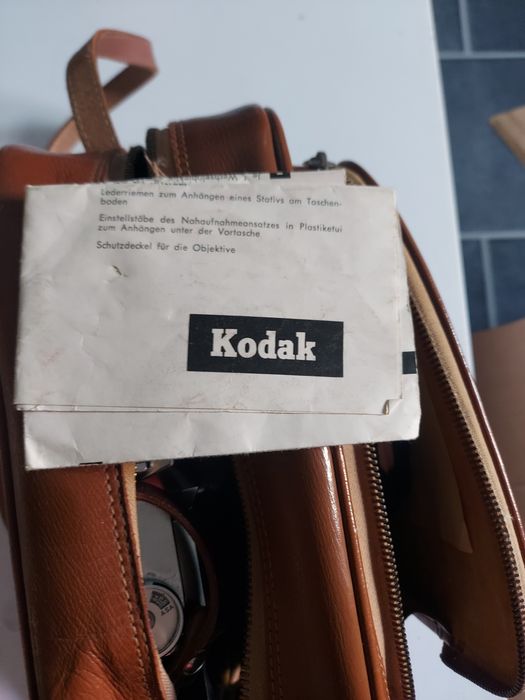 Lederriemen zum Anhängen eines Stativs am Taschen-
boden
Einstellstäbe des Nahaufnahmeansatzes in Plastiketui
zum Anhängen unter der Vortasche
Schutzdeckel für die Objektive
Kodak